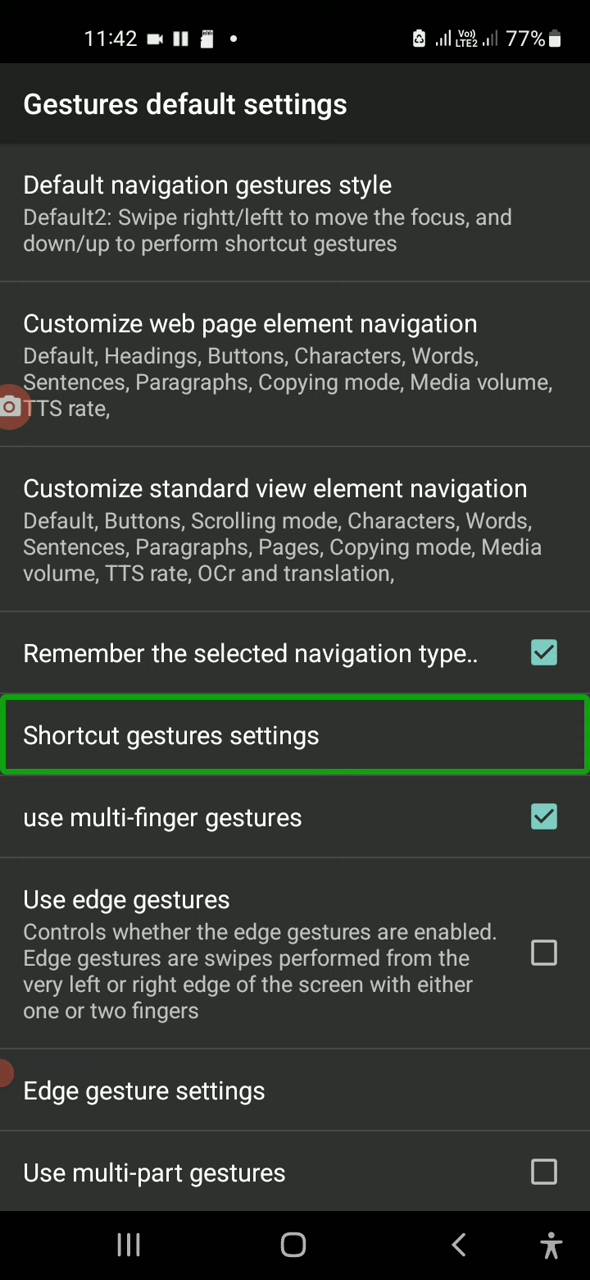 11:42
Vo))
LTE2
77%
Gestures default settings
Default navigation gestures style
Default2: Swipe rightt/leftt to move the focus, and
down/up to perform shortcut gestures
Customize web page element navigation
Default, Headings, Buttons, Characters, Words,
Sentences, Paragraphs, Copying mode, Media volume,
TTS rate,
Customize standard view element navigation
Default, Buttons, Scrolling mode, Characters, Words,
Sentences, Paragraphs, Pages, Copying mode, Media
volume, TTS rate, OCr and translation,
Remember the selected navigation type..
Shortcut gestures settings
use multi-finger gestures
Use edge gestures
Controls whether the edge gestures are enabled.
Edge gestures are swipes performed from the
very left or right edge of the screen with either
one or two fingers
Edge gesture settings
Use multi-part gestures